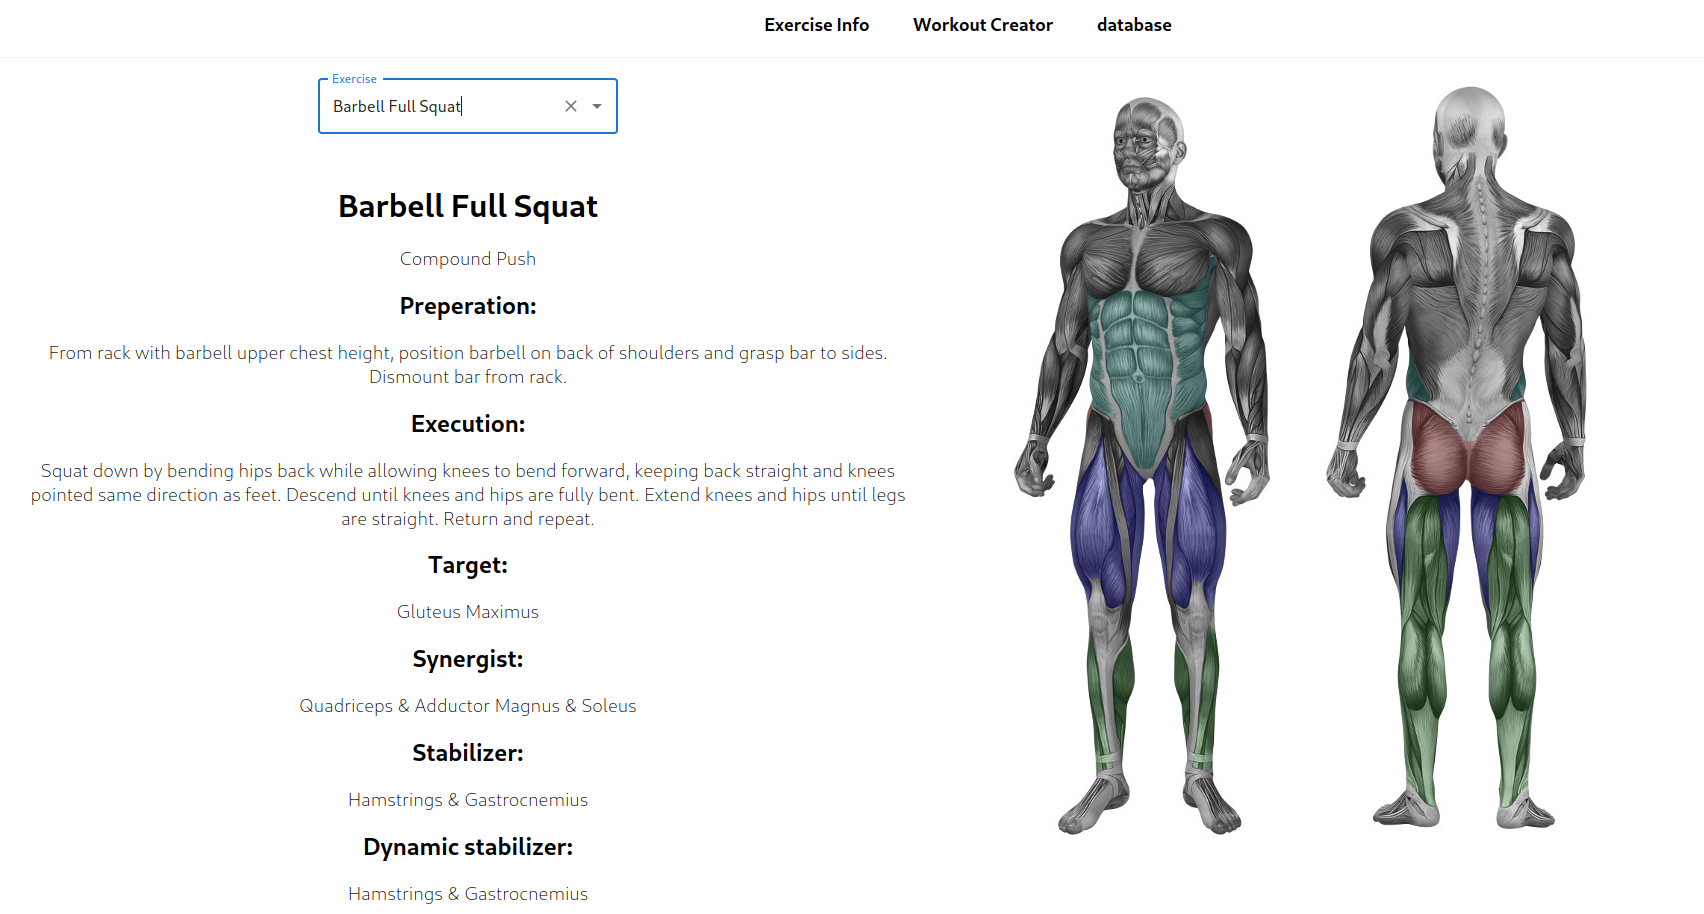 Exercise Info Workout Creator database
Exercise
Barbell Full Squat
Barbell Full Squat
Compound Push
Preperation:
From rack with barbell upper chest height, position barbell on back of shoulders and grasp bar to sides.
Dismount bar from rack.
Execution:
Squat down by bending hips back while allowing knees to bend forward, keeping back straight and knees
pointed same direction as feet. Descend until knees and hips are fully bent. Extend knees and hips until legs
are straight. Return and repeat.
Target:
Gluteus Maximus
Synergist:
Quadriceps & Adductor Magnus & Soleus
Stabilizer:
Hamstrings & Gastrocnemius
Dynamic stabilizer:
Hamstrings & Gastrocnemius